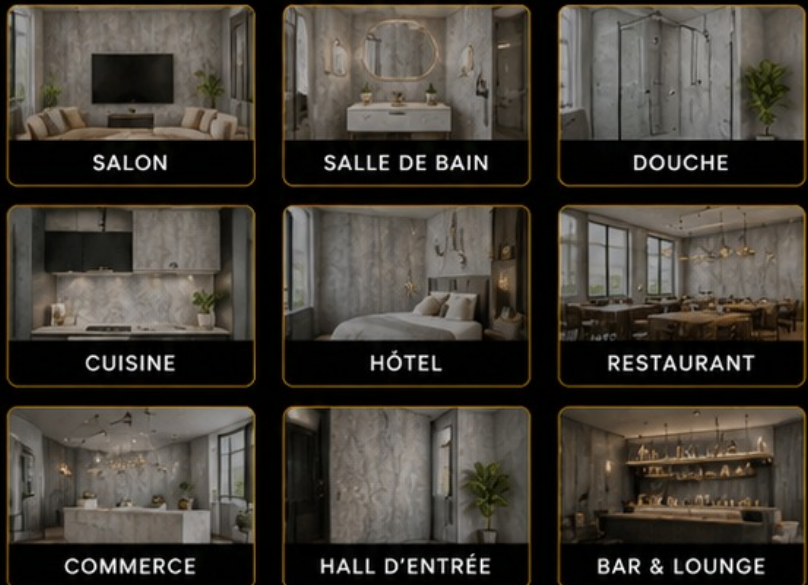 SALON
SALLE DE BAIN
DOUCHE
CUISINE
HÔTEL
RESTAURANT
COMMERCE
HALL D'ENTRÉE
BAR & LOUNGE